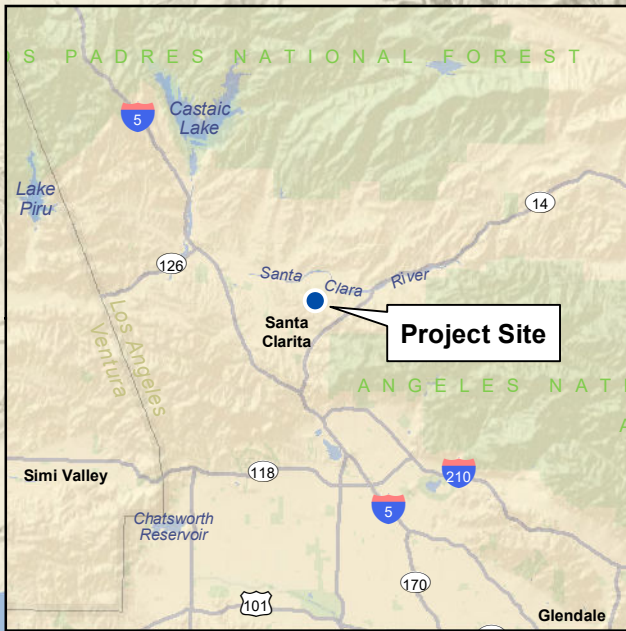 OS PADRES NATIONAL FOREST
Castaic
Lake
5
Lake
Piru
14
126
Santa Clara River
Santa
Clarita
Project Site
Los Angeles
Ventura
ANGELES NATI
Simi Valley
118
210
Chatsworth
Reservoir
5
170
101
Glendale